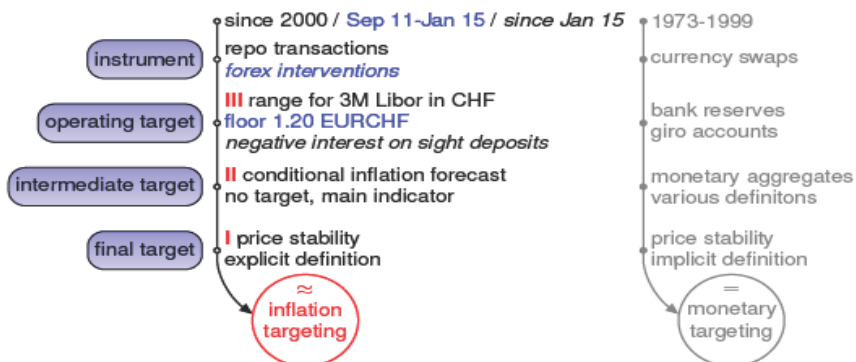 since 2000 / Sep 11-Jan 15 / since Jan 15
instrument
repo transactions
forex interventions
operating target
III range for 3M Libor in CHF
floor 1.20 EURCHF
negative interest on sight deposits
intermediate target
II conditional inflation forecast
no target, main indicator
final target
I price stability
explicit definition
≈
inflation
targeting
1973-1999
currency swaps
bank reserves
giro accounts
monetary aggregates
various definitons
price stability
implicit definition
=
monetary
targeting